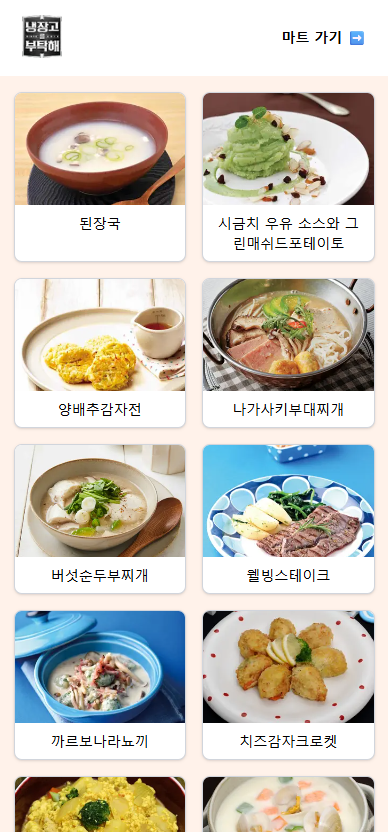 냉장고
부탁해
마트 가기 ➡️
된장국
시금치 우유 소스와 그
린매쉬드포테이토
양배추감자전
나가사키부대찌개
버섯순두부찌개
웰빙스테이크
까르보나라뇨끼
치즈감자크로켓